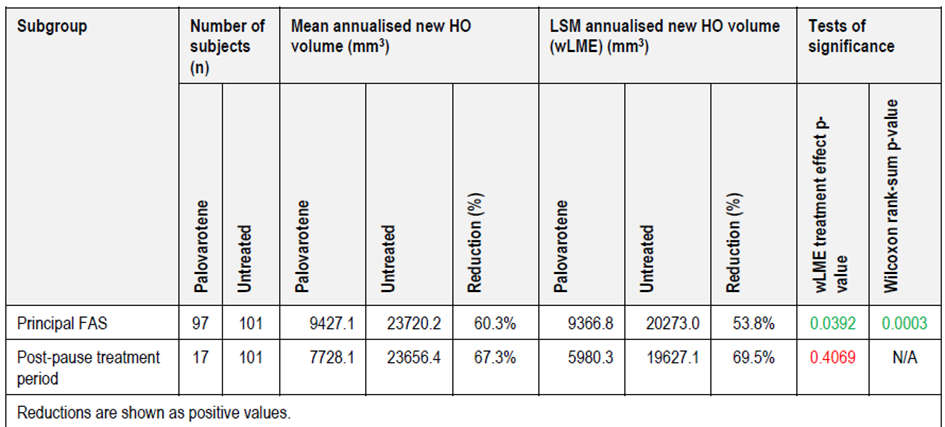 Subgroup
Number of
subjects
(n)
Mean annualised new HO
volume (mm³)
LSM annualised new HO volume
(wLME) (mm³)
Tests of
significance
Palovarotene
Untreated
Palovarotene
Untreated
Reduction (%)
Palovarotene
Untreated
Reduction (%)
wLME treatment effect p-
value
Wilcoxon rank-sum p-value
Principal FAS 97 101 9427.1 23720.2 60.3% 9366.8 20273.0 53.8% 0.0392 0.0003
Post-pause treatment 17 101 7728.1 23656.4 67.3% 5980.3 19627.1 69.5% 0.4069 N/A
period
Reductions are shown as positive values.